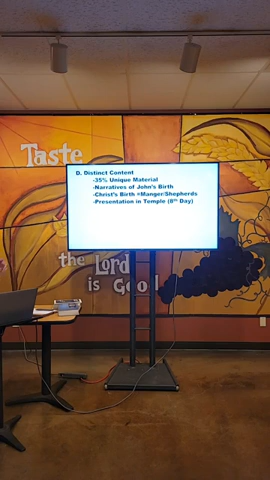 Taste
D. Distinct Content
-35% Unique Material
-Narratives of John's Birth
-Christ's Birth =Manger/Shepherds
-Presentation in Temple (8th Day)
the Lord
is Good